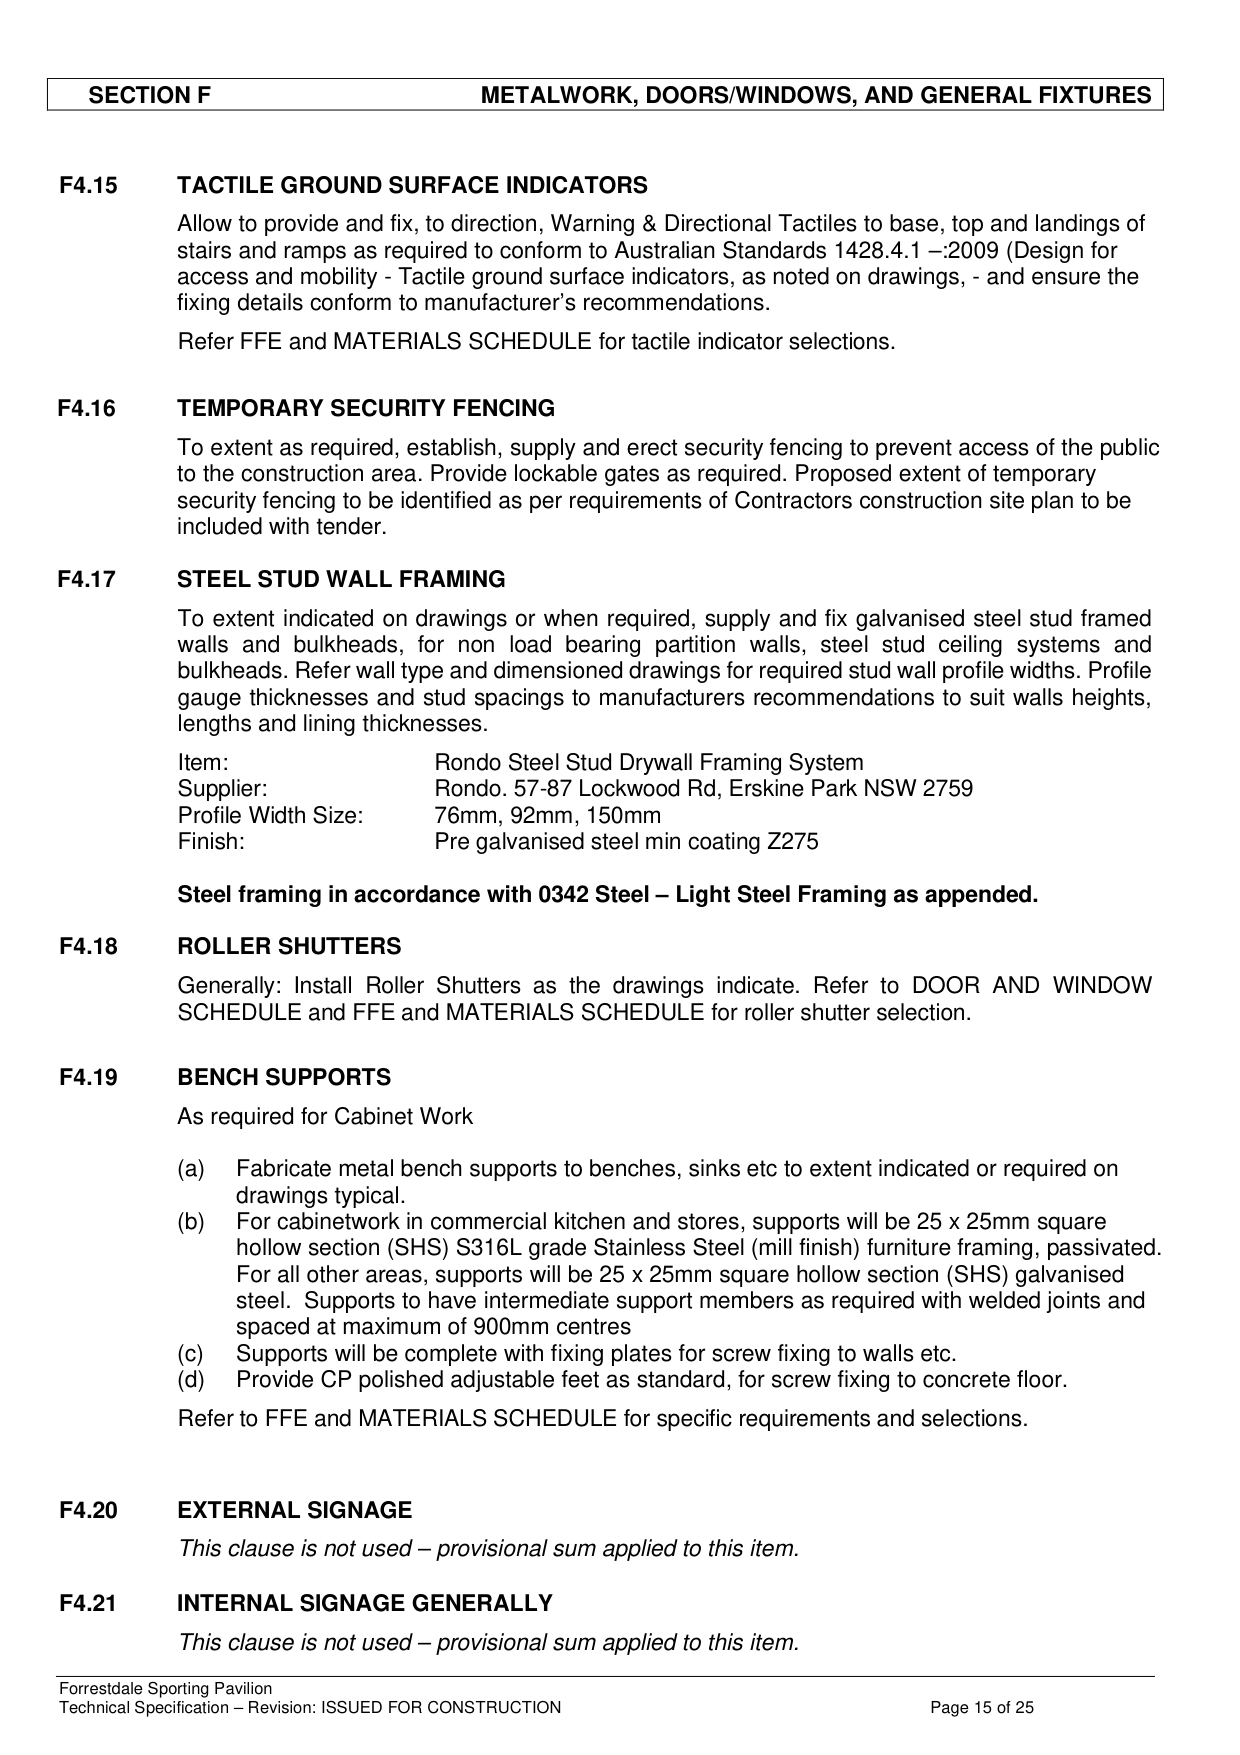 SECTION F METALWORK, DOORS/WINDOWS, AND GENERAL FIXTURES
F4.15 TACTILE GROUND SURFACE INDICATORS
Allow to provide and fix, to direction, Warning & Directional Tactiles to base, top and landings of
stairs and ramps as required to conform to Australian Standards 1428.4.1 –:2009 (Design for
access and mobility - Tactile ground surface indicators, as noted on drawings, - and ensure the
fixing details conform to manufacturer’s recommendations.
Refer FFE and MATERIALS SCHEDULE for tactile indicator selections.
F4.16 TEMPORARY SECURITY FENCING
To extent as required, establish, supply and erect security fencing to prevent access of the public
to the construction area. Provide lockable gates as required. Proposed extent of temporary
security fencing to be identified as per requirements of Contractors construction site plan to be
included with tender.
F4.17 STEEL STUD WALL FRAMING
To extent indicated on drawings or when required, supply and fix galvanised steel stud framed
walls and bulkheads, for non load bearing partition walls, steel stud ceiling systems and
bulkheads. Refer wall type and dimensioned drawings for required stud wall profile widths. Profile
gauge thicknesses and stud spacings to manufacturers recommendations to suit walls heights,
lengths and lining thicknesses.
Item: Rondo Steel Stud Drywall Framing System
Supplier: Rondo. 57-87 Lockwood Rd, Erskine Park NSW 2759
Profile Width Size: 76mm, 92mm, 150mm
Finish: Pre galvanised steel min coating Z275
Steel framing in accordance with 0342 Steel – Light Steel Framing as appended.
F4.18 ROLLER SHUTTERS
Generally: Install Roller Shutters as the drawings indicate. Refer to DOOR AND WINDOW
SCHEDULE and FFE and MATERIALS SCHEDULE for roller shutter selection.
F4.19 BENCH SUPPORTS
As required for Cabinet Work
(a) Fabricate metal bench supports to benches, sinks etc to extent indicated or required on
drawings typical.
(b) For cabinetwork in commercial kitchen and stores, supports will be 25 x 25mm square
hollow section (SHS) S316L grade Stainless Steel (mill finish) furniture framing, passivated.
For all other areas, supports will be 25 x 25mm square hollow section (SHS) galvanised
steel. Supports to have intermediate support members as required with welded joints and
spaced at maximum of 900mm centres
(c) Supports will be complete with fixing plates for screw fixing to walls etc.
(d) Provide CP polished adjustable feet as standard, for screw fixing to concrete floor.
Refer to FFE and MATERIALS SCHEDULE for specific requirements and selections.
F4.20 EXTERNAL SIGNAGE
This clause is not used – provisional sum applied to this item.
F4.21 INTERNAL SIGNAGE GENERALLY
This clause is not used – provisional sum applied to this item.
Forrestdale Sporting Pavilion
Technical Specification – Revision: ISSUED FOR CONSTRUCTION Page 15 of 25